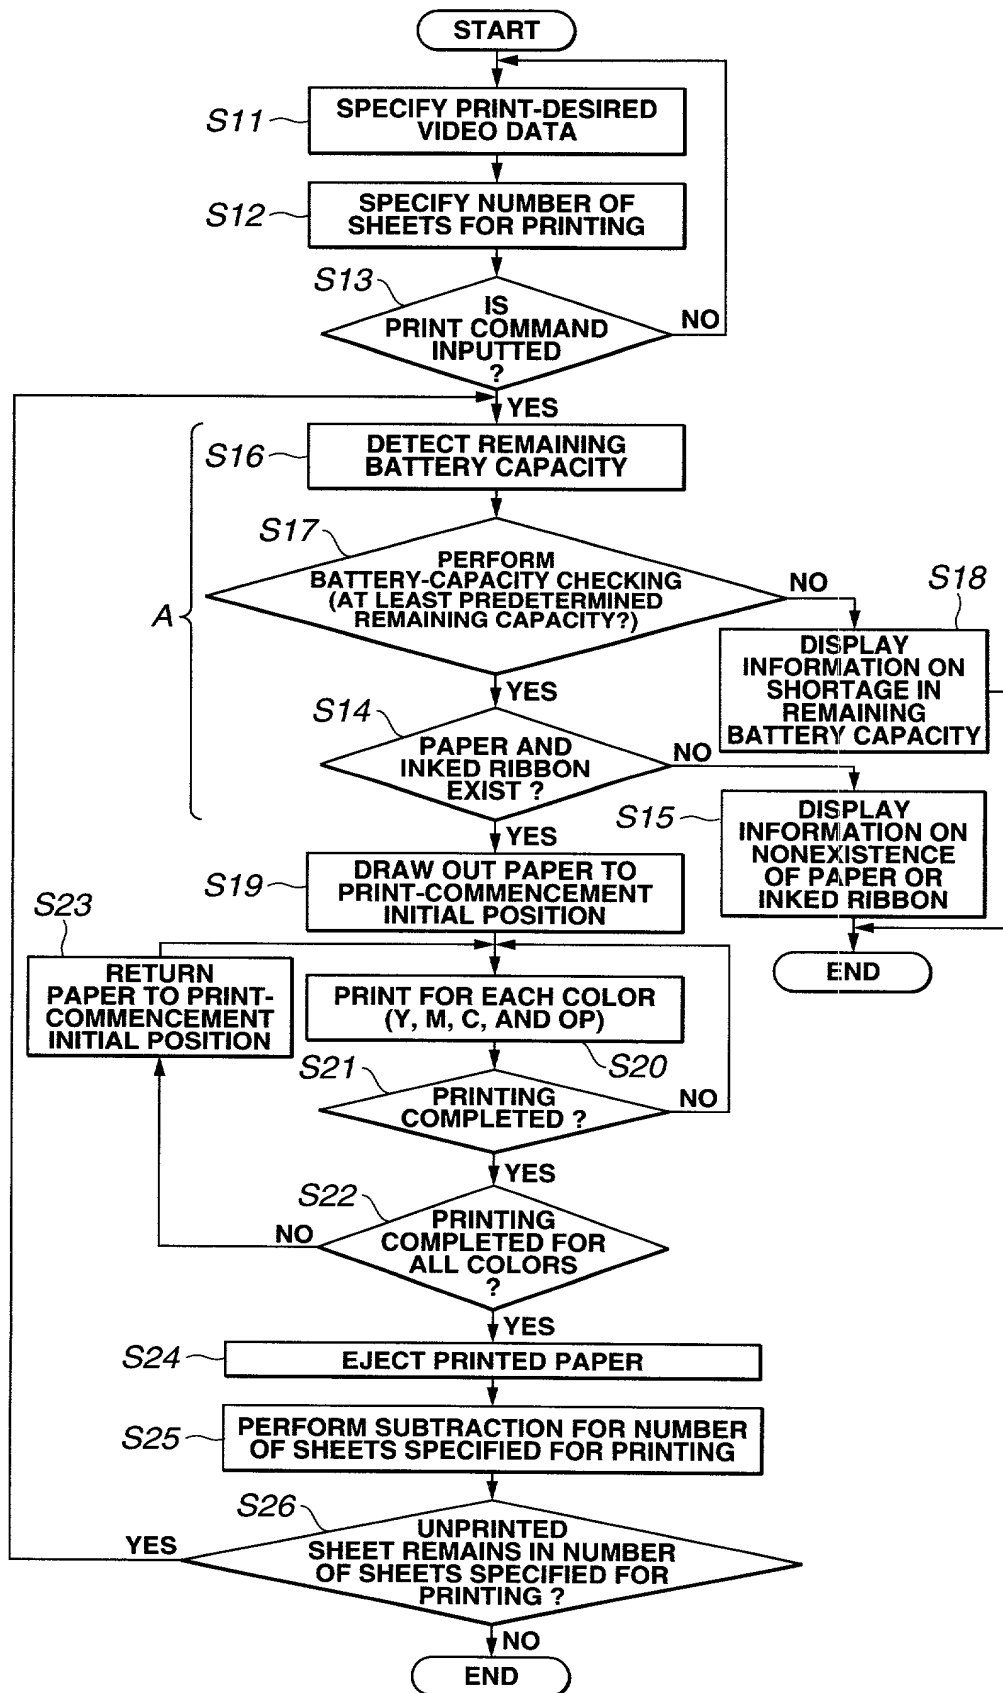 START
S11
SPECIFY PRINT-DESIRED
VIDEO DATA
S12
SPECIFY NUMBER OF
SHEETS FOR PRINTING
S13
IS
PRINT COMMAND
INPUTTED
?
NO
YES
S16
DETECT REMAINING
BATTERY CAPACITY
A
S17
PERFORM
BATTERY-CAPACITY CHECKING
(AT LEAST PREDETERMINED
REMAINING CAPACITY?)
NO
S18
DISPLAY
INFORMATION ON
SHORTAGE IN
REMAINING
BATTERY CAPACITY
YES
S14
PAPER AND
INKED RIBBON
EXIST ?
NO
S15
DISPLAY
INFORMATION ON
NONEXISTENCE
OF PAPER OR
INKED RIBBON
END
YES
S19
DRAW OUT PAPER TO
PRINT-COMMENCEMENT
INITIAL POSITION
S23
RETURN
PAPER TO PRINT-
COMMENCEMENT
INITIAL POSITION
PRINT FOR EACH COLOR
(Y, M, C, AND OP)
S20
S21
PRINTING
COMPLETED ?
NO
YES
S22
PRINTING
COMPLETED FOR
ALL COLORS
?
NO
YES
S24
EJECT PRINTED PAPER
S25
PERFORM SUBTRACTION FOR NUMBER
OF SHEETS SPECIFIED FOR PRINTING
S26
UNPRINTED
SHEET REMAINS IN NUMBER
OF SHEETS SPECIFIED FOR
PRINTING ?
YES
NO
END